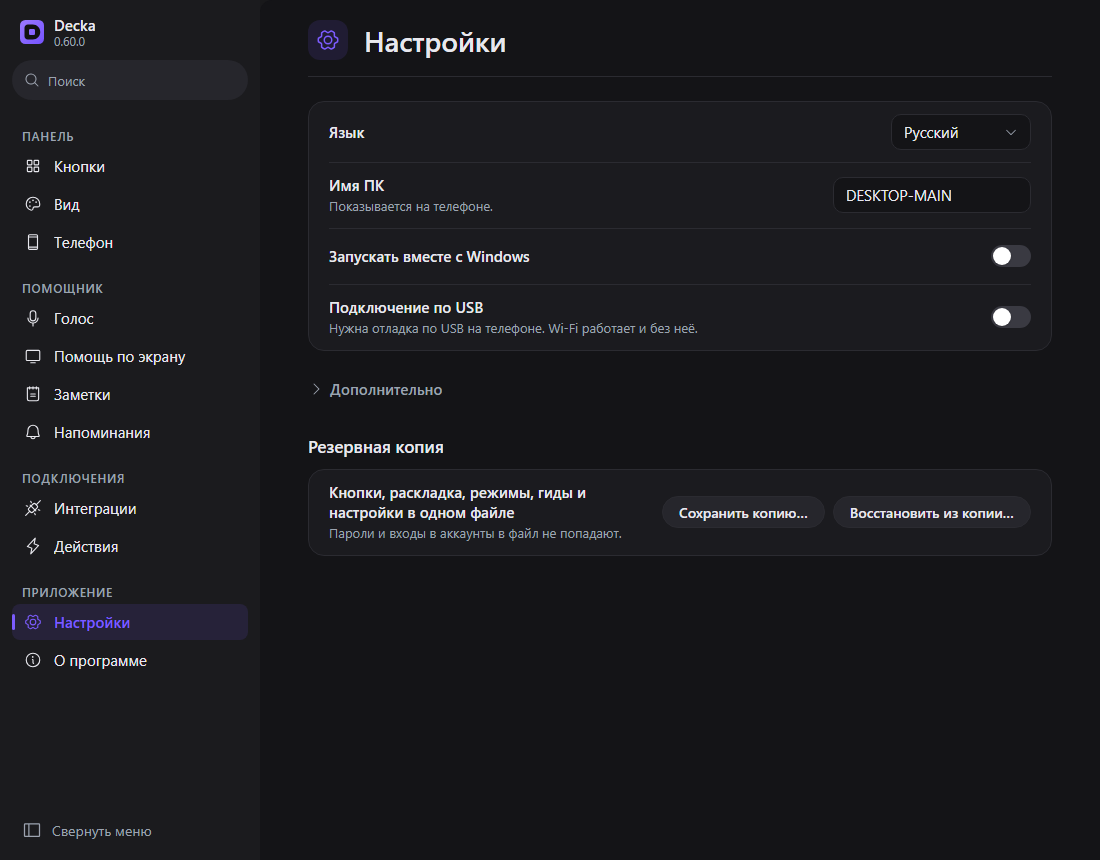 Decka
0.60.0
Поиск
ПАНЕЛЬ
Кнопки
Вид
Телефон
ПОМОЩНИК
Голос
Помощь по экрану
Заметки
Напоминания
ПОДКЛЮЧЕНИЯ
Интеграции
Действия
ПРИЛОЖЕНИЕ
Настройки
О программе
Свернуть меню
Настройки
Язык
Русский
Имя ПК
Показывается на телефоне.
DESKTOP-MAIN
Запускать вместе с Windows
Подключение по USB
Нужна отладка по USB на телефоне. Wi-Fi работает и без неё.
Дополнительно
Резервная копия
Кнопки, раскладка, режимы, гиды и
настройки в одном файле
Пароли и входы в аккаунты в файл не попадают.
Сохранить копию...
Восстановить из копии...